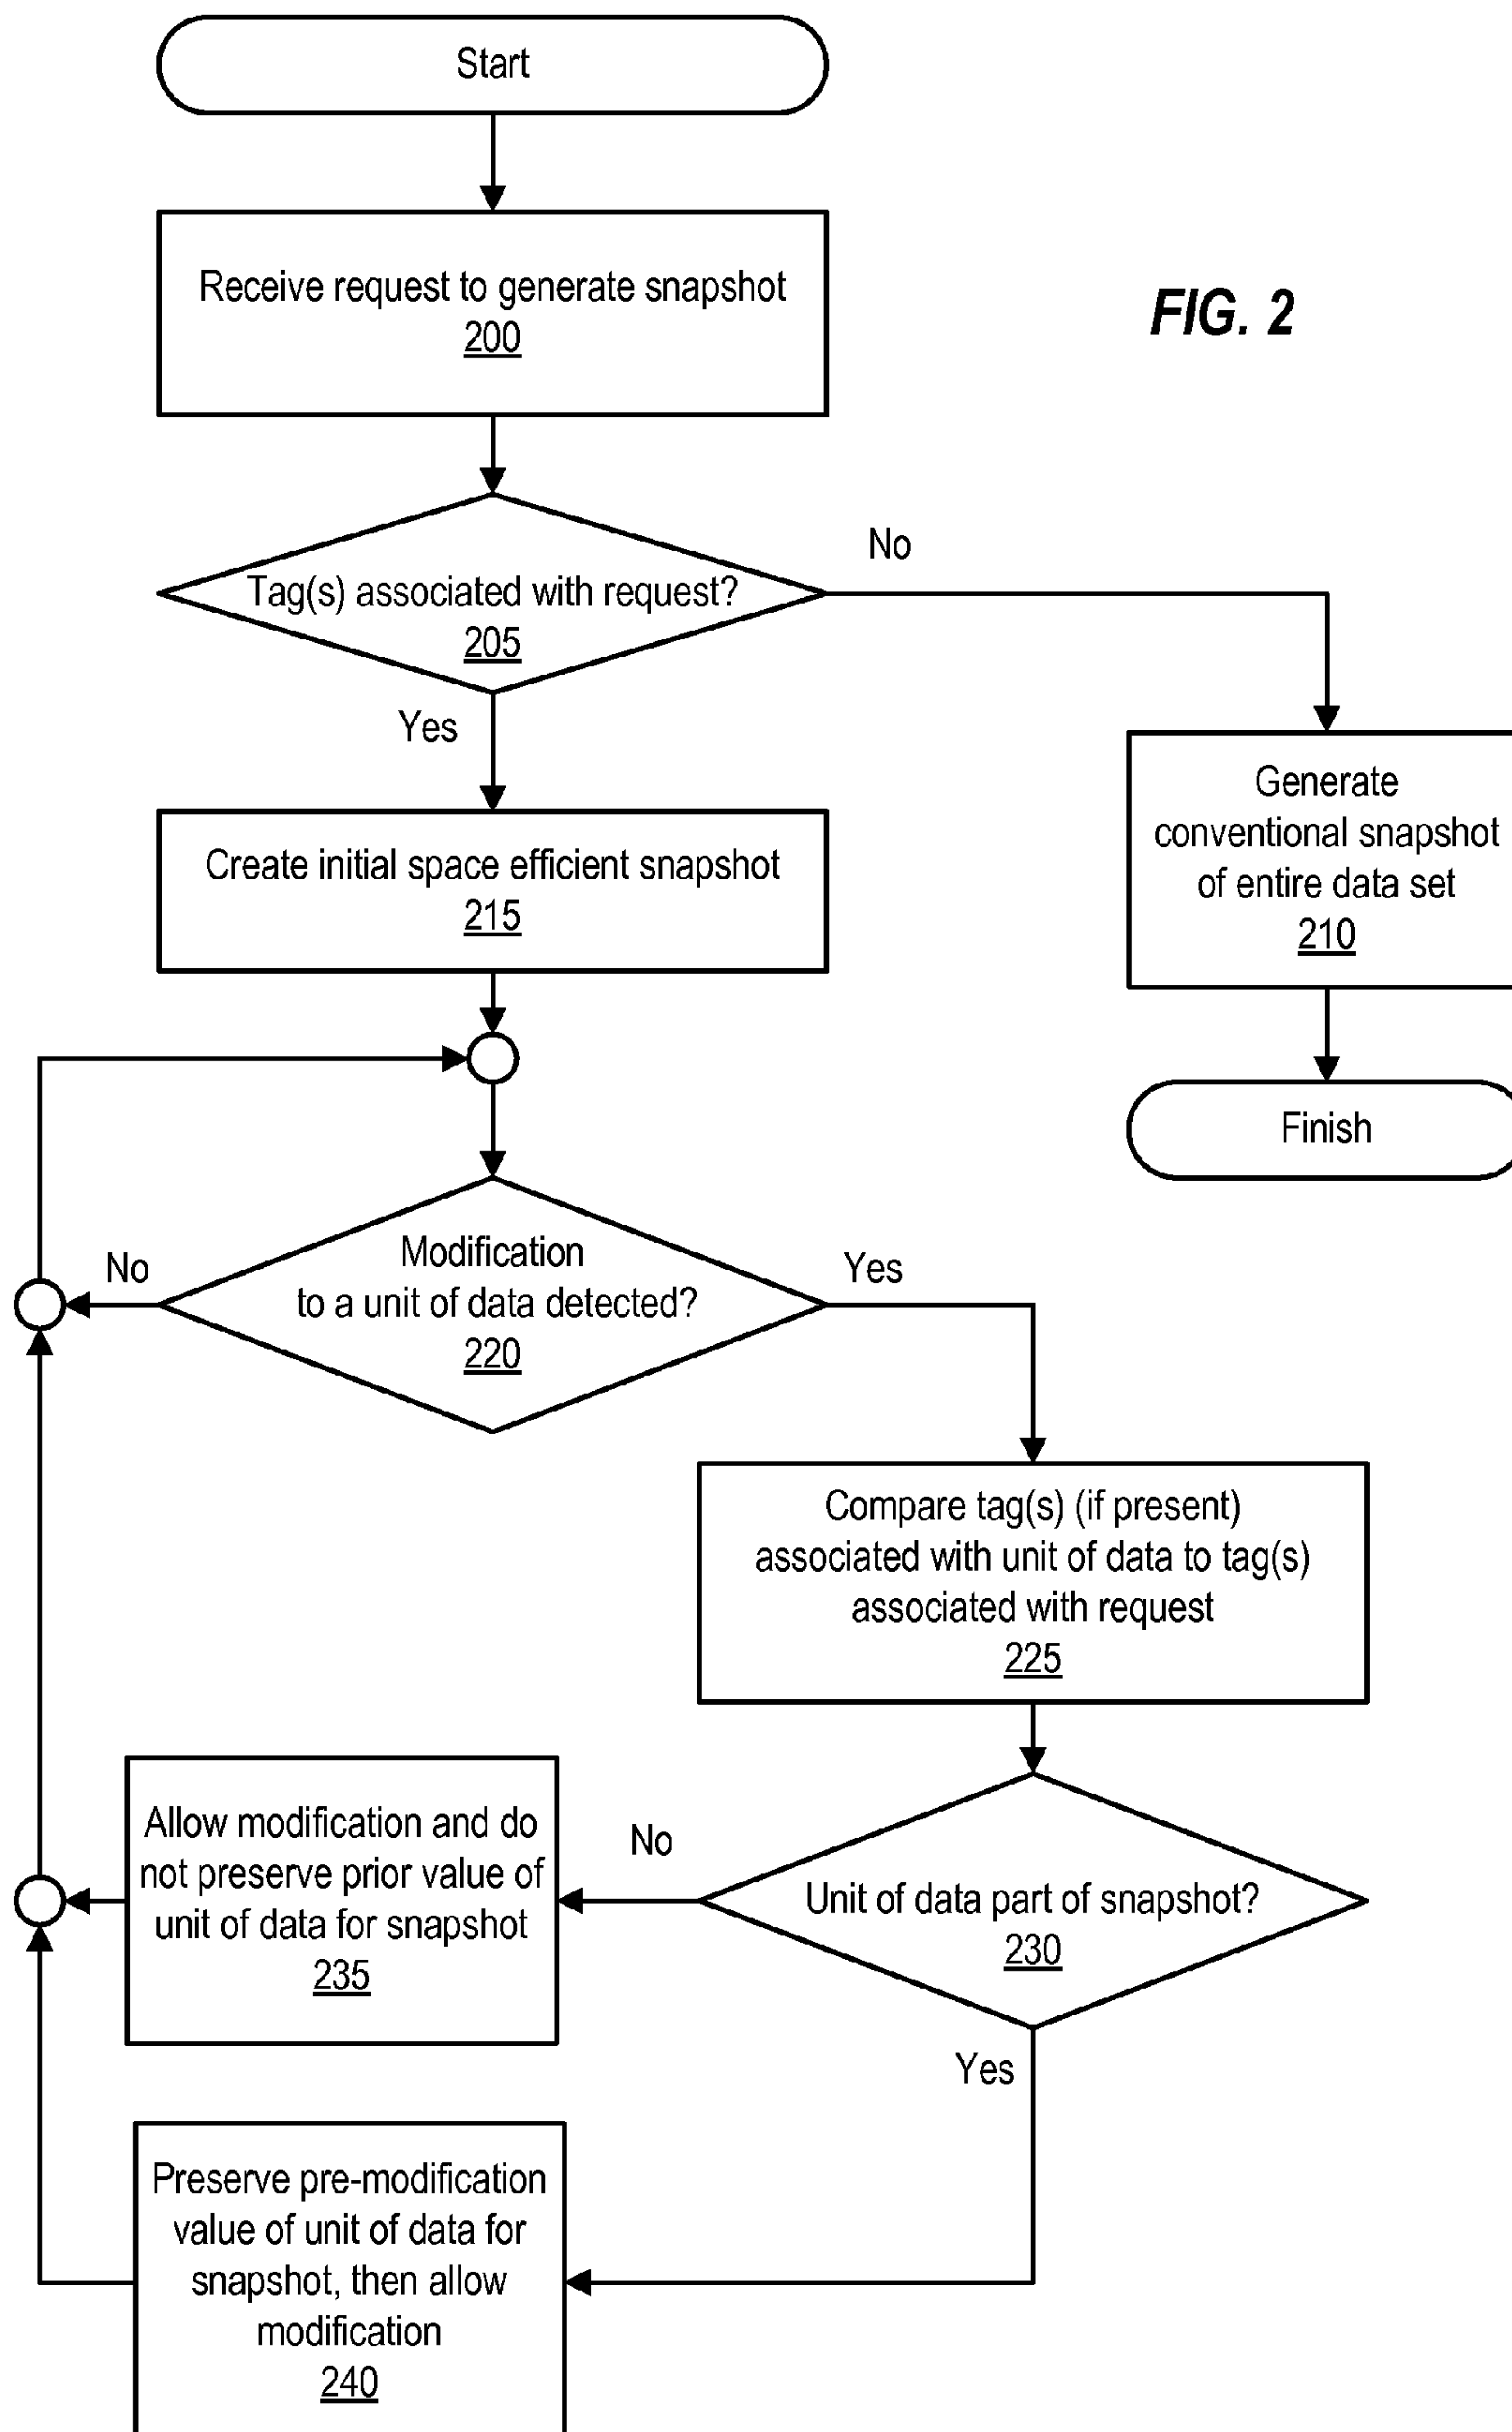 Start
Receive request to generate snapshot
200
FIG. 2
Tag(s) associated with request?
205
No
Yes
Generate
conventional snapshot
of entire data set
210
Create initial space efficient snapshot
215
Finish
Modification
to a unit of data detected?
220
No
Yes
Compare tag(s) (if present)
associated with unit of data to tag(s)
associated with request
225
Allow modification and do
not preserve prior value of
unit of data for snapshot
235
No
Unit of data part of snapshot?
230
Yes
Preserve pre-modification
value of unit of data for
snapshot, then allow
modification
240